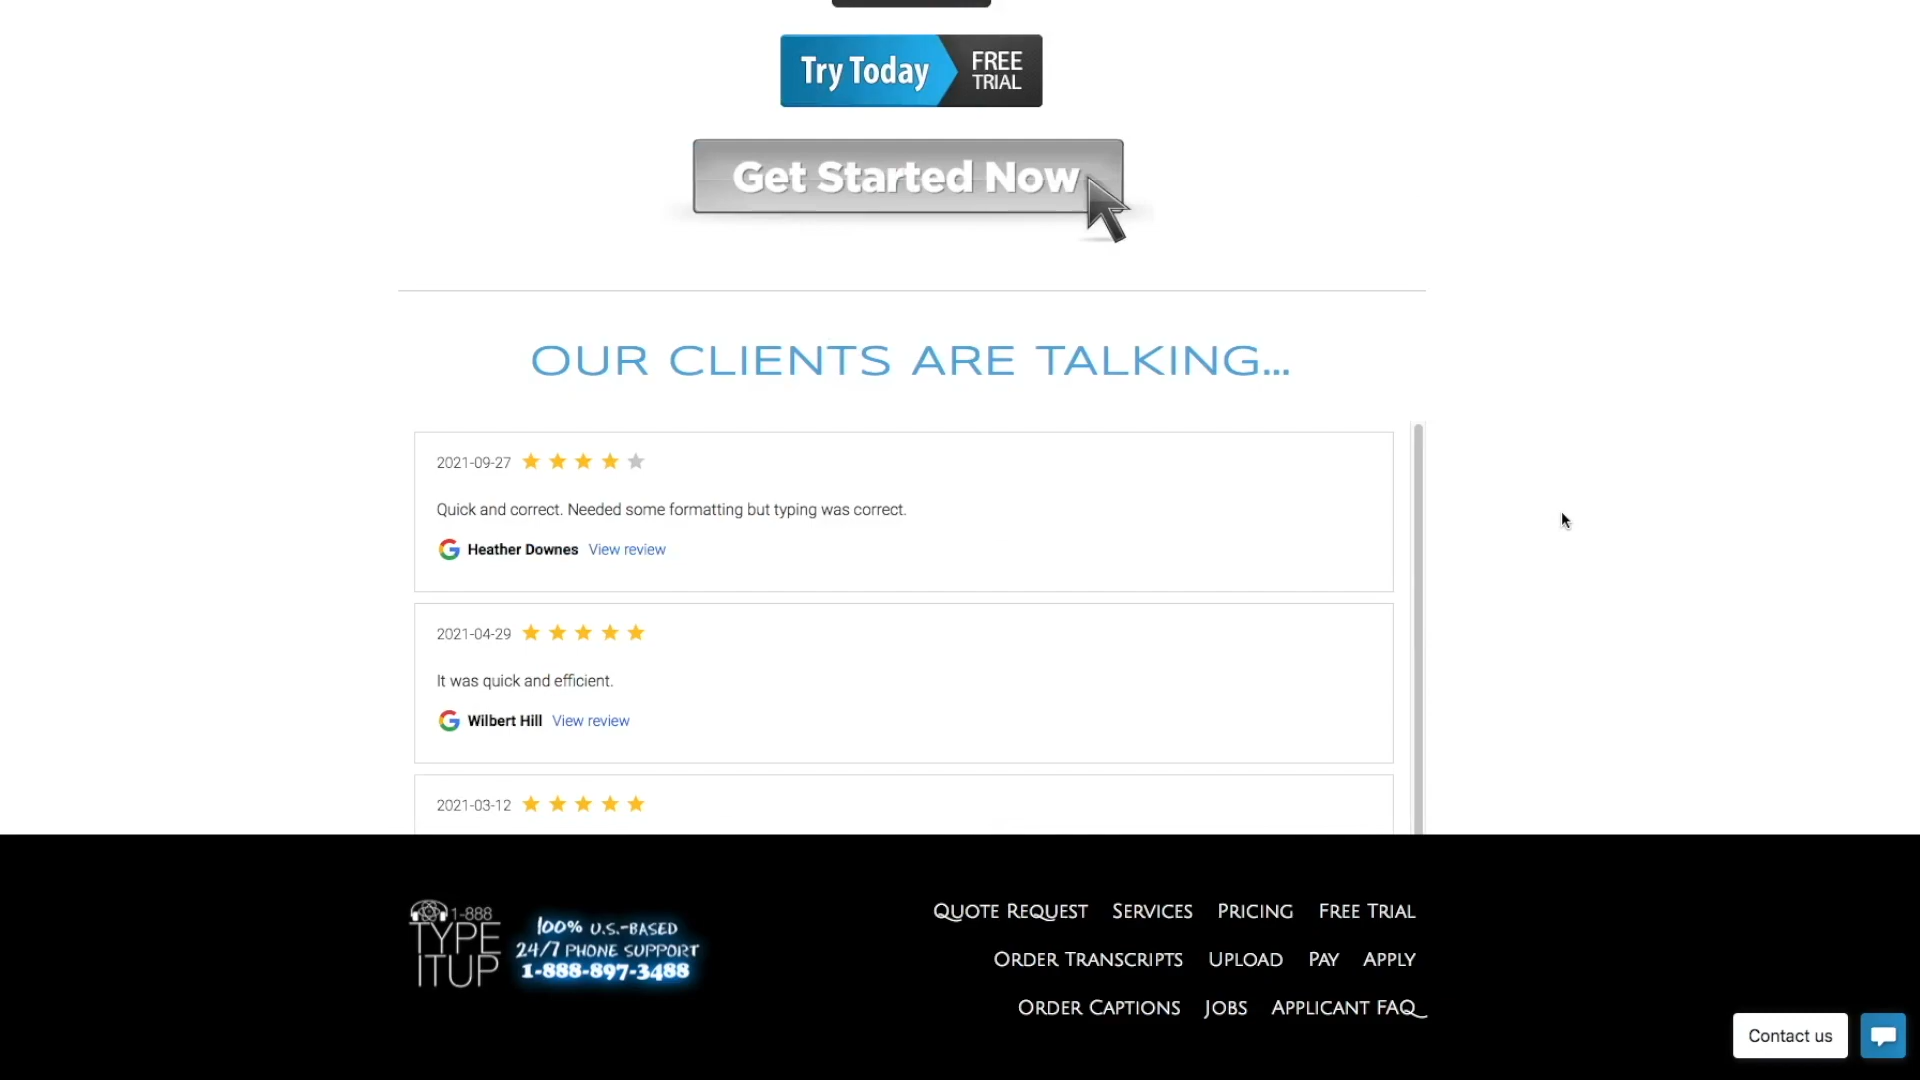 Try Today FREE TRIAL
Get Started Now
OUR CLIENTS ARE TALKING...
2021-09-27
Quick and correct. Needed some formatting but typing was correct.
Heather Downes View review
2021-04-29
It was quick and efficient.
Wilbert Hill View review
2021-03-12
1-888 TYPE ITUP
100% U.S.-BASED
24/7 PHONE SUPPORT
1-888-897-3488
QUOTE REQUEST SERVICES PRICING FREE TRIAL
ORDER TRANSCRIPTS UPLOAD PAY APPLY
ORDER CAPTIONS JOBS APPLICANT FAQ
Contact us